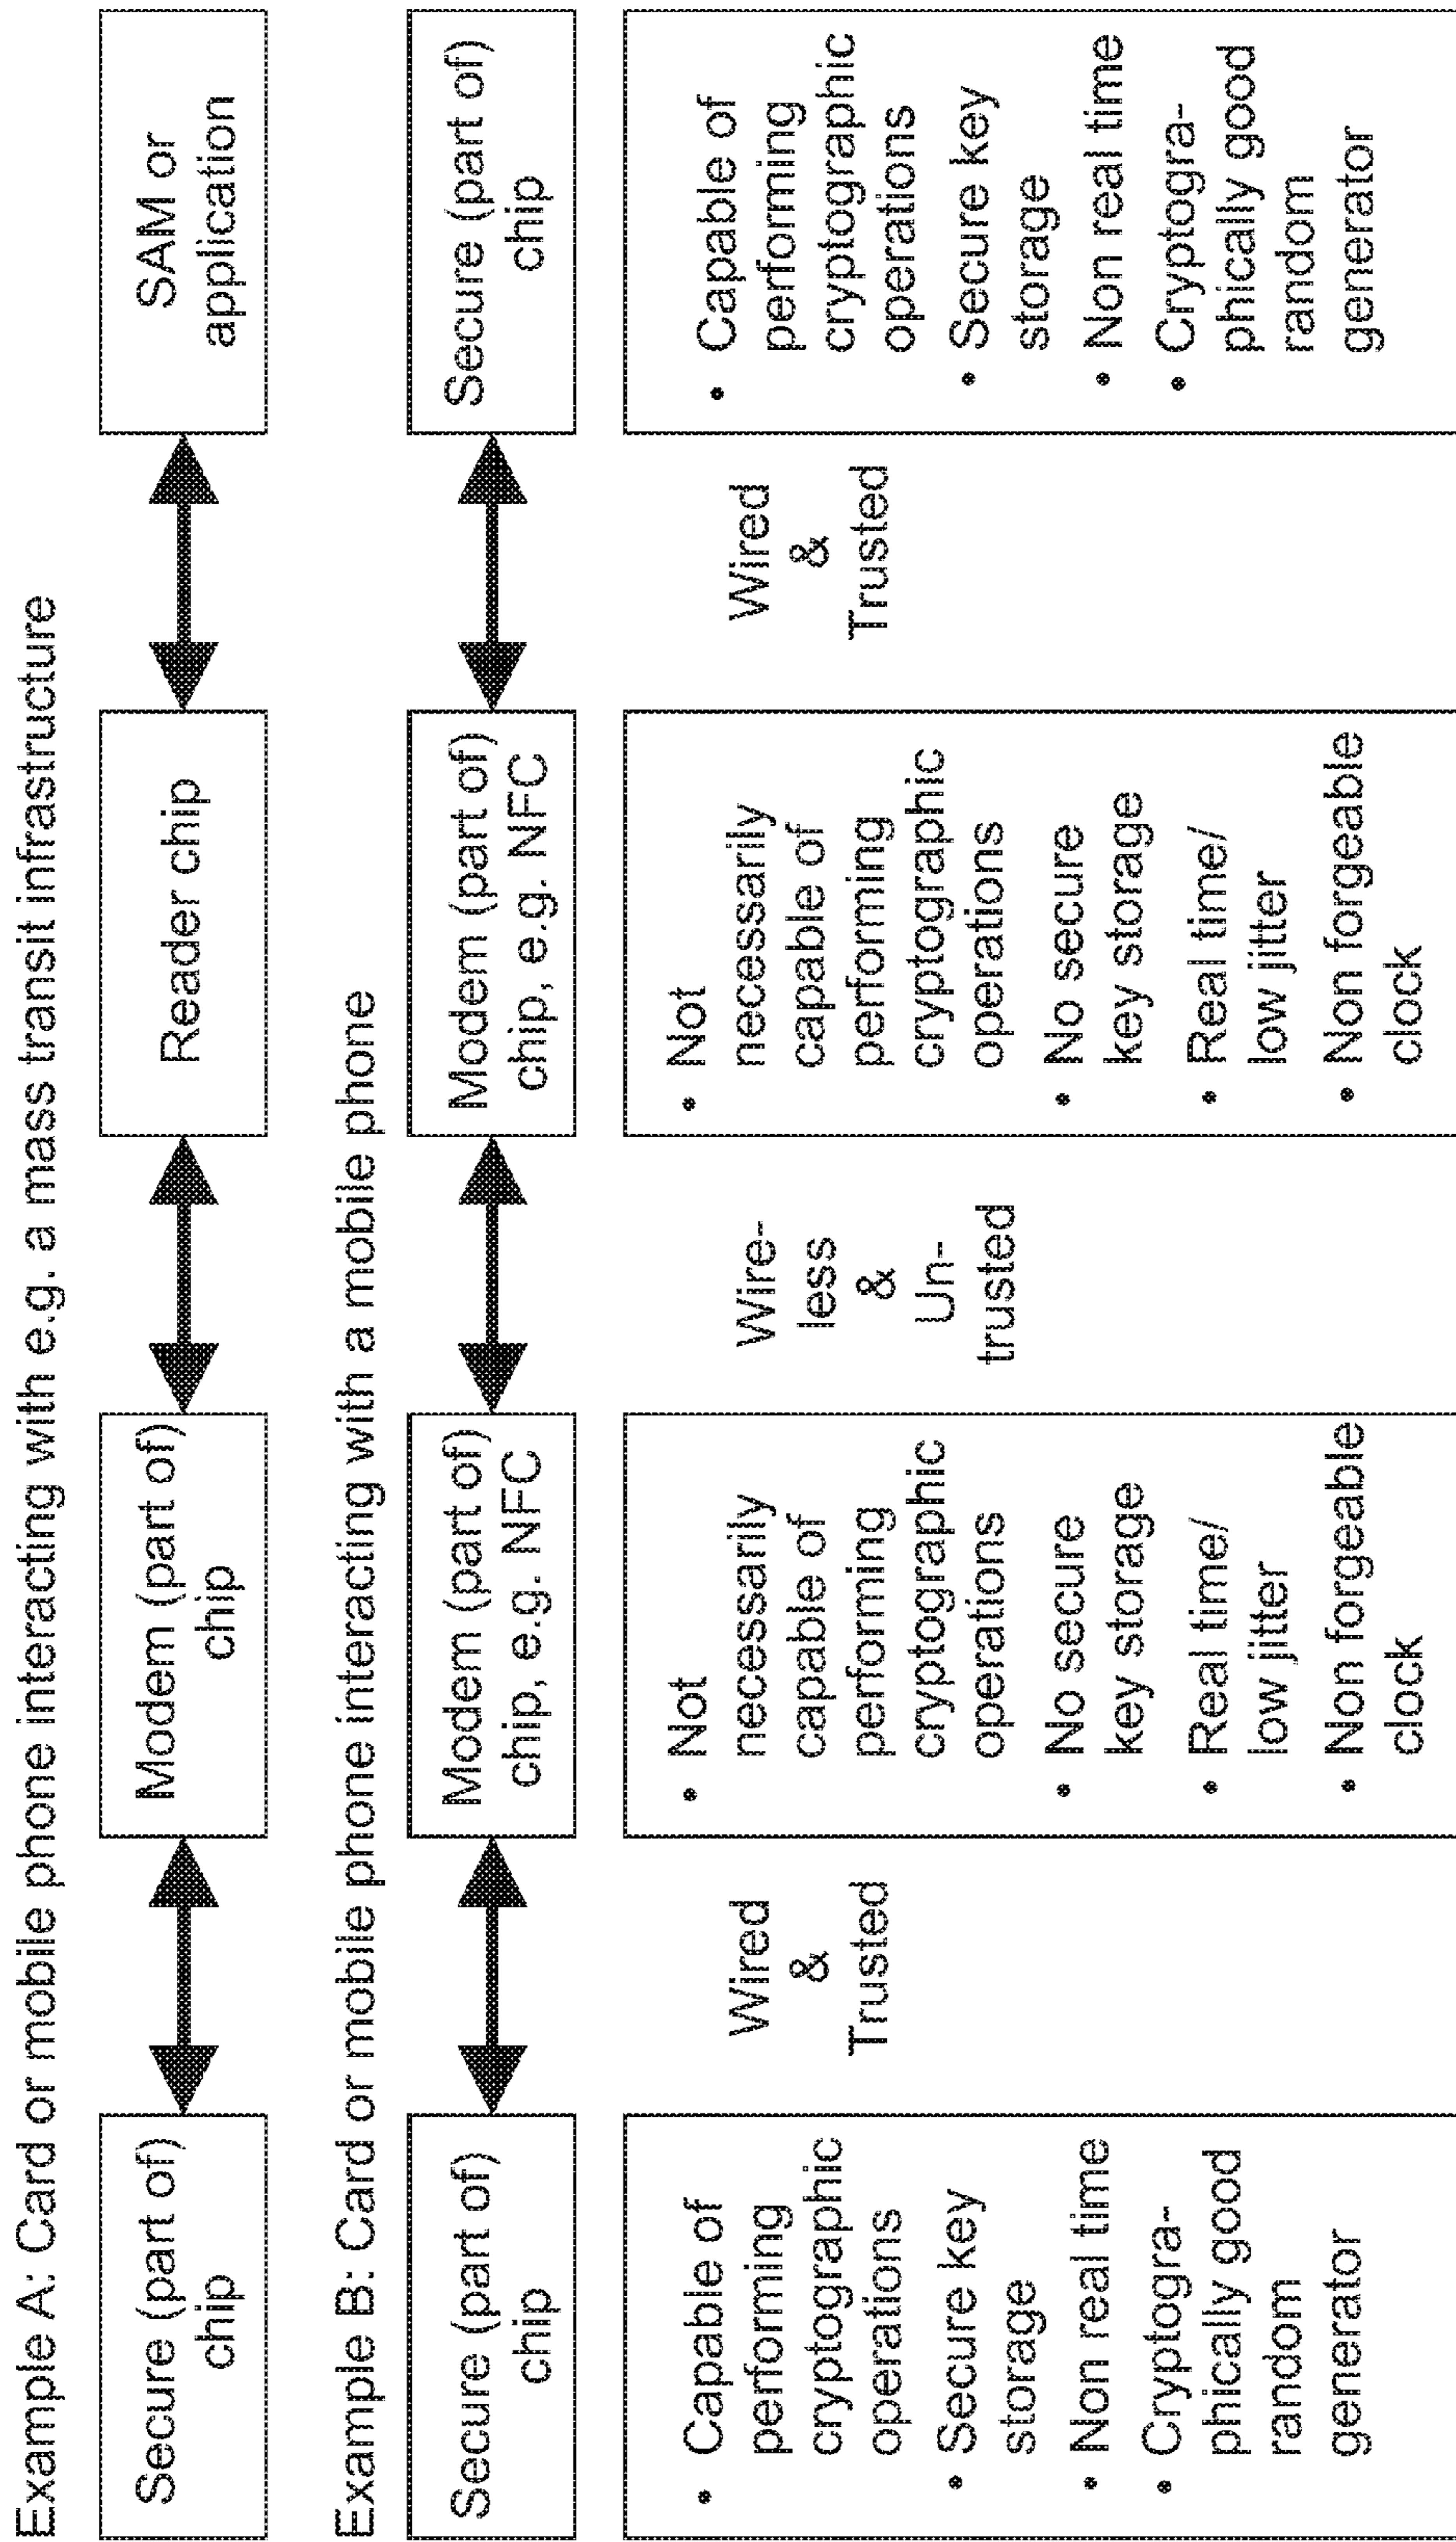 Example A: Card or mobile phone interacting with e.g. a mass transit infrastructure
Secure (part of)
chip
Modem (part of)
chip
Reader chip
SAM or
application
Example B: Card or mobile phone interacting with a mobile phone
Secure (part of)
chip
Modem (part of)
chip, e.g. NFC
Modem (part of)
chip, e.g. NFC
Secure (part of)
chip
• Capable of
performing
cryptographic
operations
• Secure key
storage
• Non real time
• Cryptogra-
phically good
random
generator
Wired
&
Trusted
• Not
necessarily
capable of
performing
cryptographic
operations
• No secure
key storage
• Real time/
low jitter
• Non forgeable
clock
Wire-
less
&
Un-
trusted
• Not
necessarily
capable of
performing
cryptographic
operations
• No secure
key storage
• Real time/
low jitter
• Non forgeable
clock
Wired
&
Trusted
• Capable of
performing
cryptographic
operations
• Secure key
storage
• Non real time
• Cryptogra-
phically good
random
generator